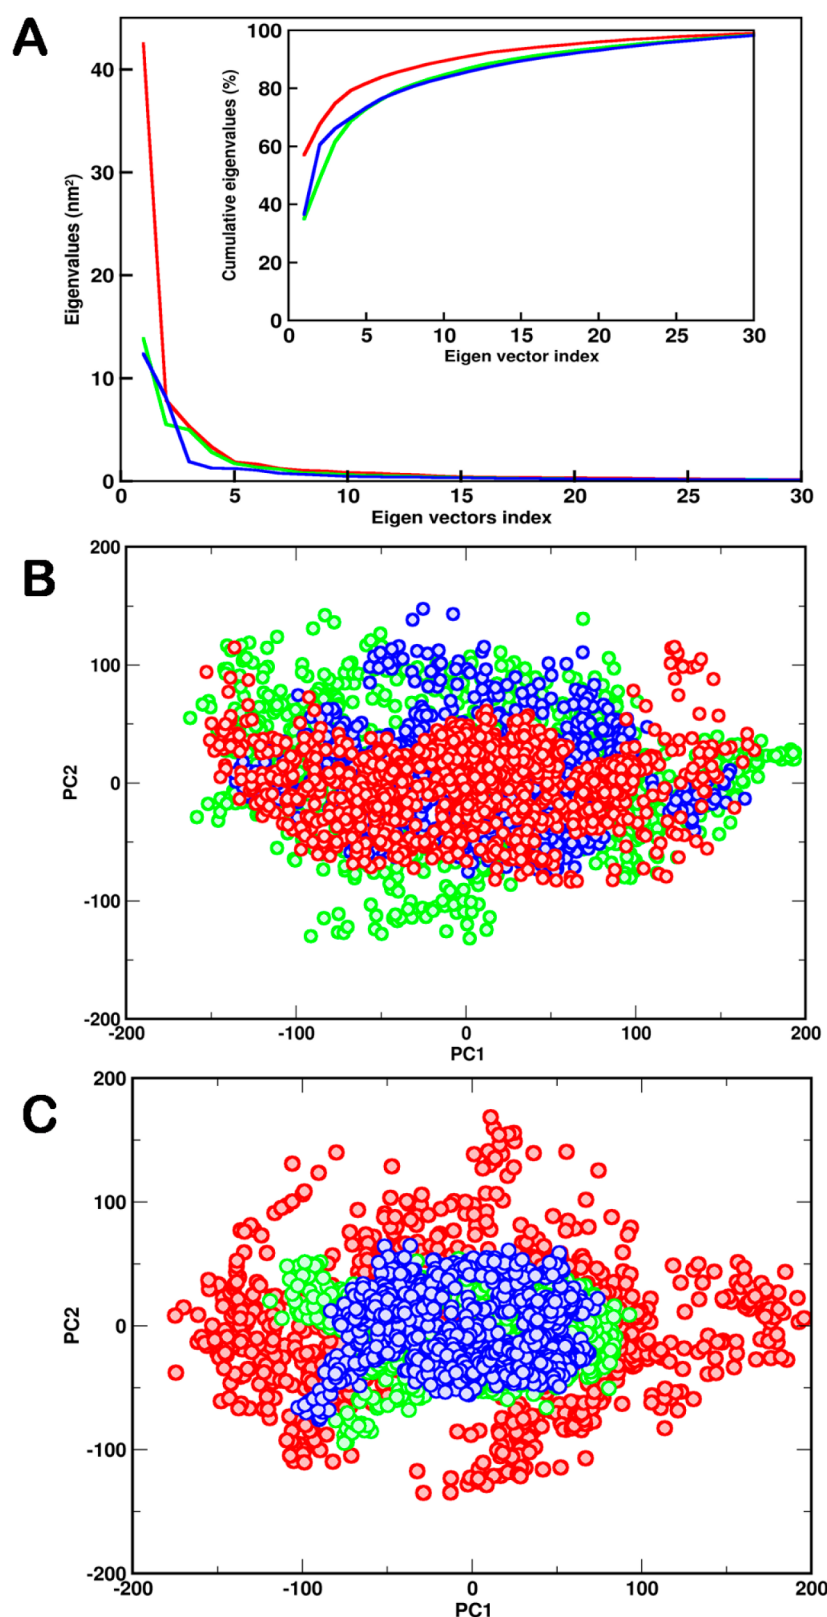 A
Eigenvalues (nm²)
40
30
20
10
0
0 5 10 15 20 25 30
Eigen vectors index
Cumulative eigenvalues (%)
100
80
60
40
20
0
0 5 10 15 20 25 30
Eigen vector index
B
PC2
200
100
0
-100
-200
-200 -100 0 100 200
PC1
C
PC2
200
100
0
-100
-200
-200 -100 0 100 200
PC1